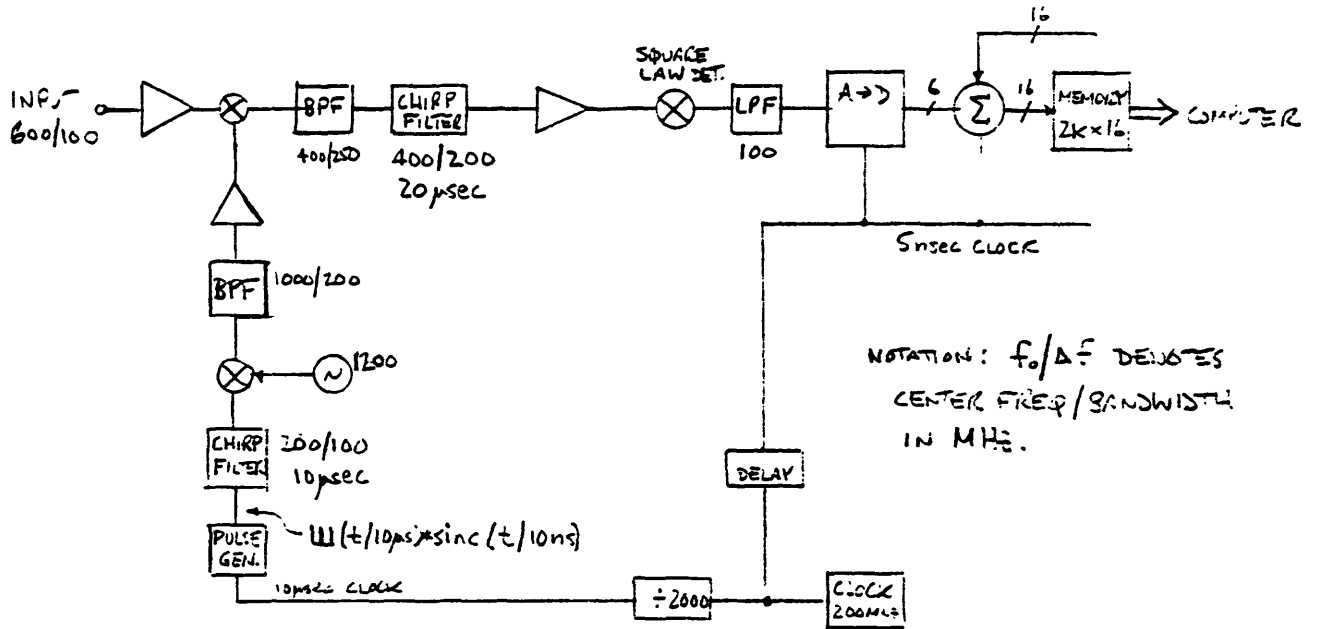 16
SQUARE
LAW DET.
INPUT
600/100
BPF
400/250
CHIRP
FILTER
400/200
20 μsec
LPF
100
A→D
6
Σ
16
MEMORY
2K×16
COMPUTER
5nsec CLOCK
BPF
1000/200
~
1200
CHIRP
FILTER
200/100
10μsec
NOTATION: f₀/Δf DENOTES
CENTER FREQ/BANDWIDTH
IN MHz.
DELAY
PULSE
GEN.
Ш(t/10μs)*sinc(t/10ns)
10μsec CLOCK
÷2000
CLOCK
200MHz